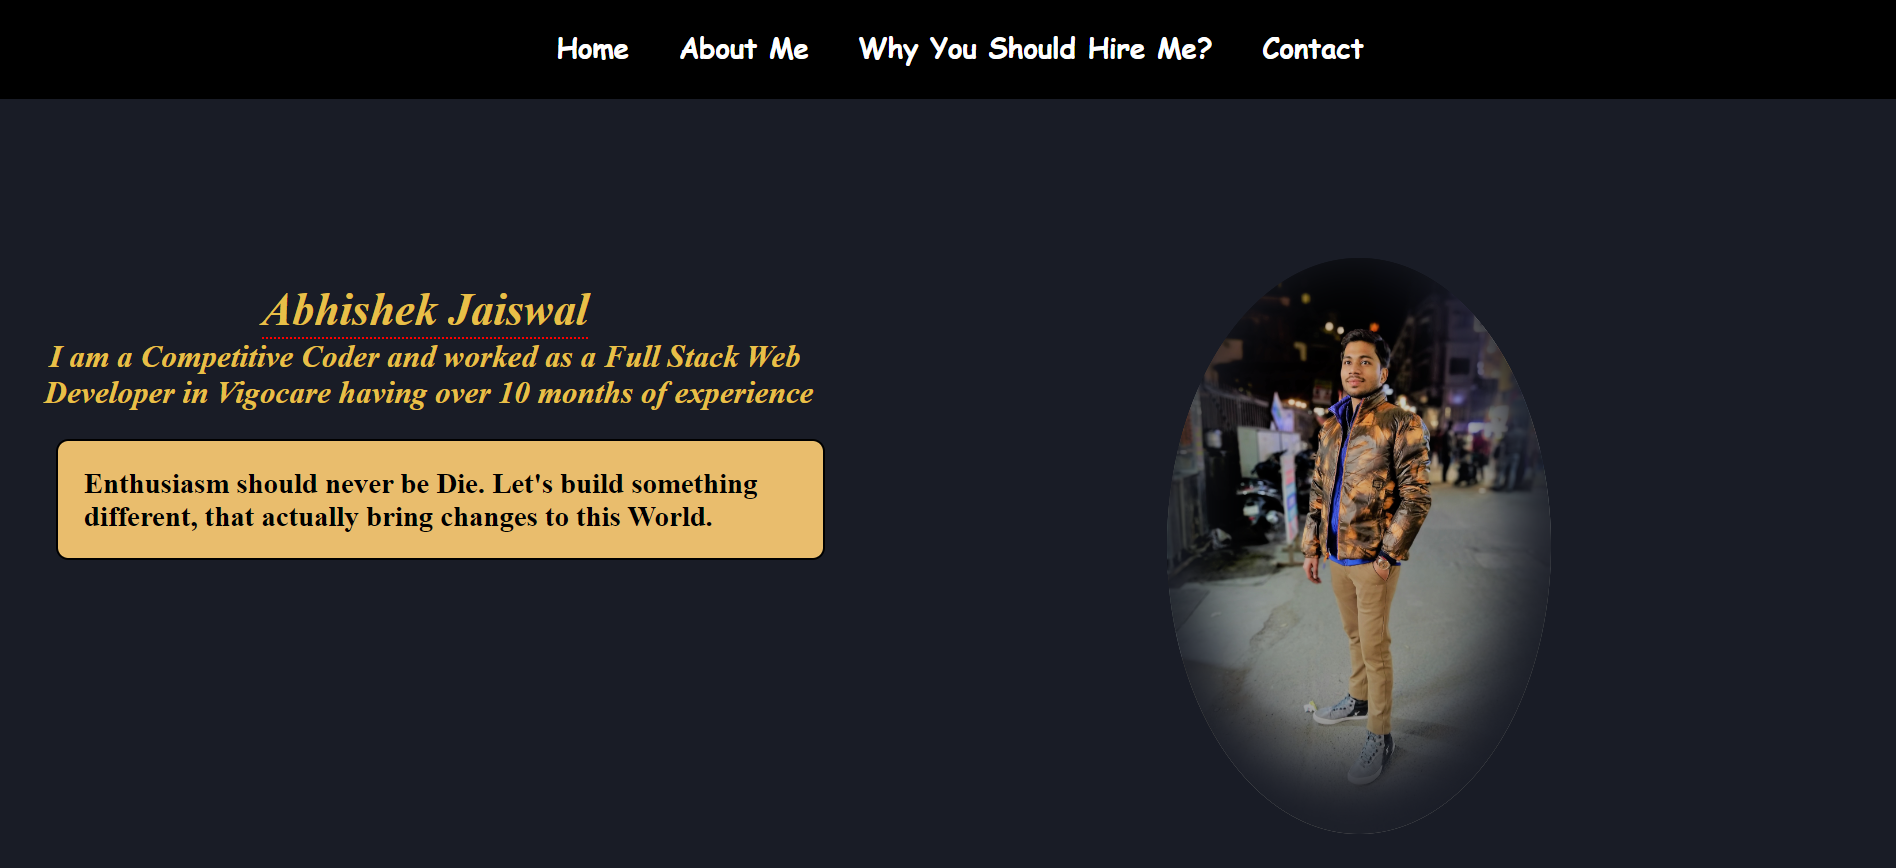 Home About Me Why You Should Hire Me? Contact
Abhishek Jaiswal
I am a Competitive Coder and worked as a Full Stack Web
Developer in Vigocare having over 10 months of experience
Enthusiasm should never be Die. Let's build something
different, that actually bring changes to this World.